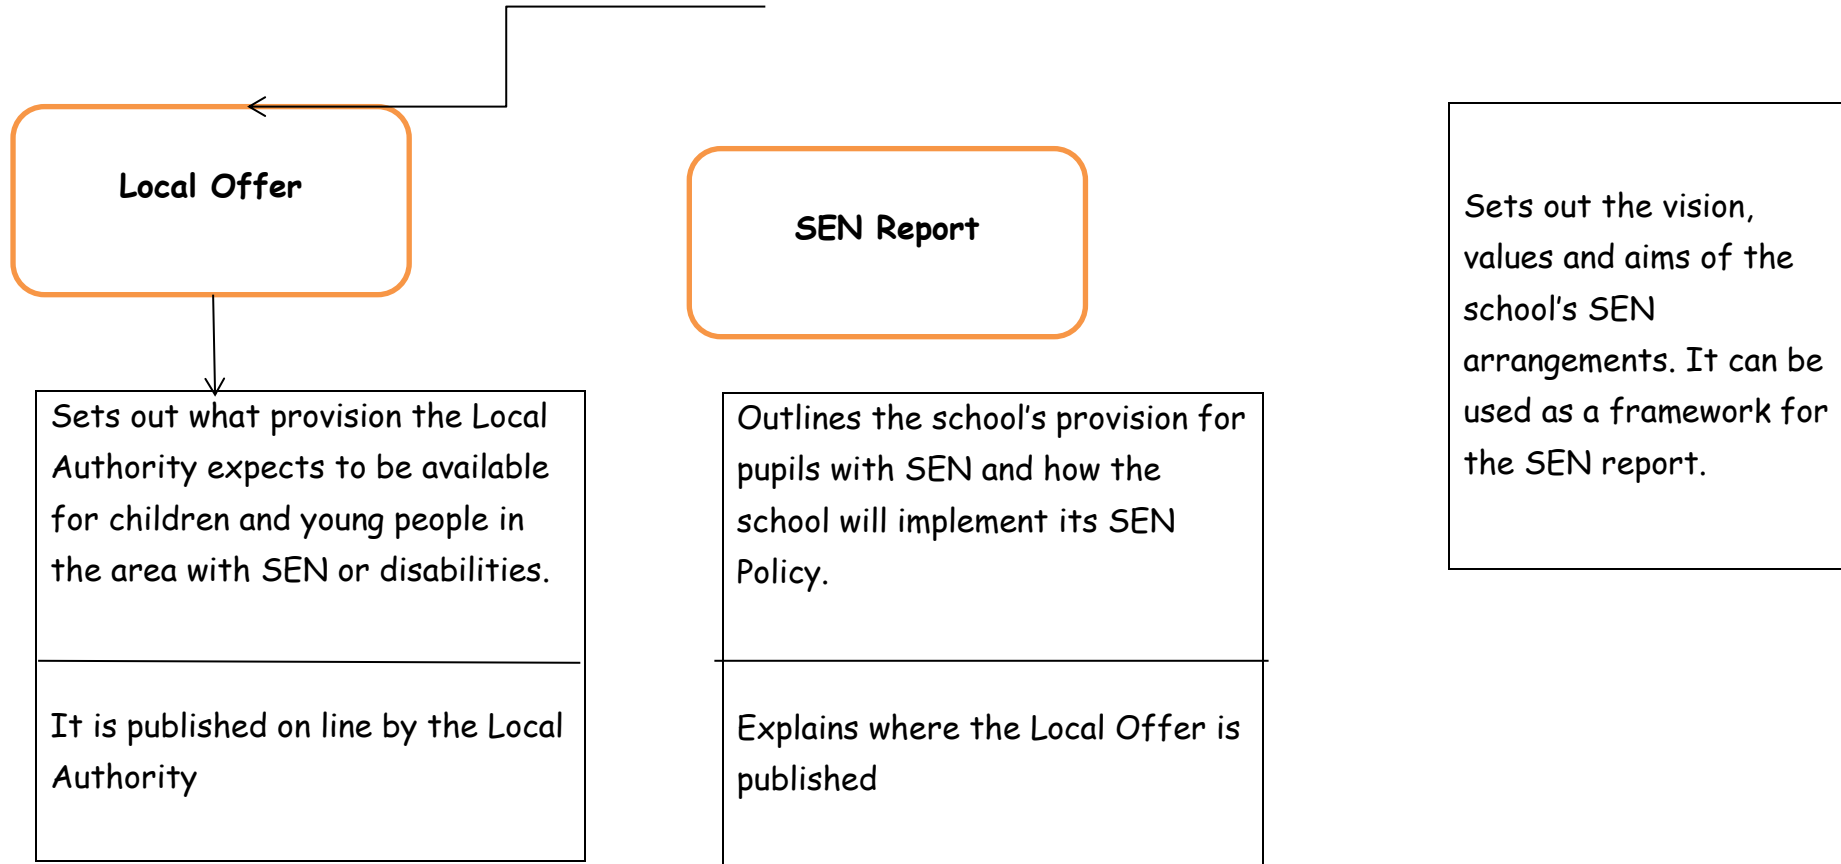 Local Offer
Sets out what provision the Local
Authority expects to be available
for children and young people in
the area with SEN or disabilities.
It is published on line by the Local
Authority
SEN Report
Outlines the school's provision for
pupils with SEN and how the
school will implement its SEN
Policy.
Explains where the Local Offer is
published
Sets out the vision,
values and aims of the
school's SEN
arrangements. It can be
used as a framework for
the SEN report.